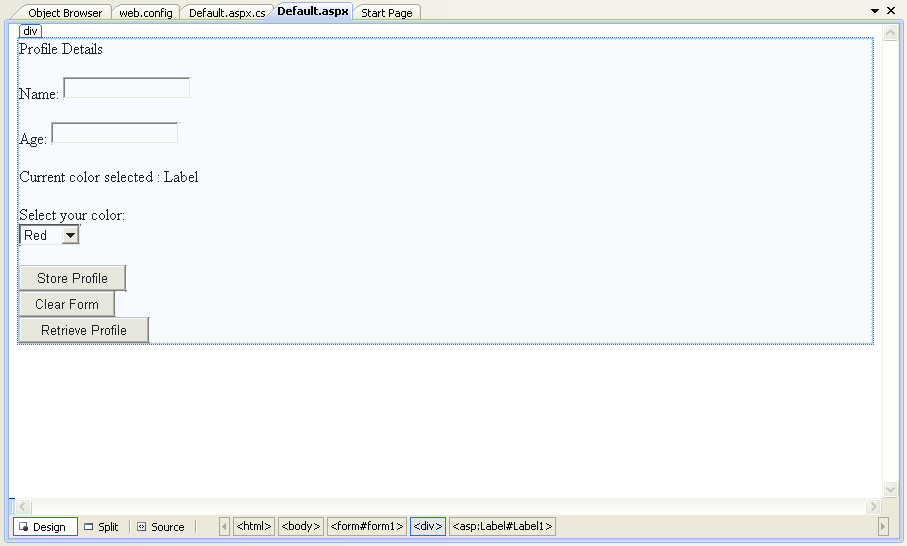 Object Browser web.config Default.aspx.cs Default.aspx Start Page
div
Profile Details
Name:
Age:
Current color selected : Label
Select your color:
Red
Store Profile
Clear Form
Retrieve Profile
Design Split Source <html> <body> <form#form1> <div> <asp:Label#Label1>